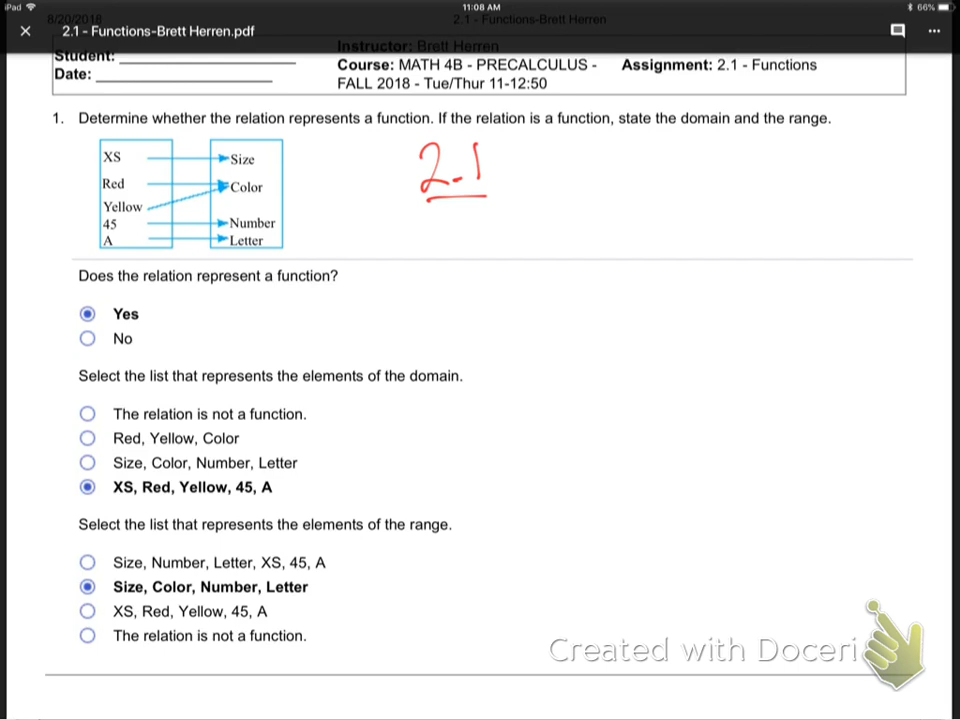 iPad 11:08 AM 66%
8/20/2018 2.1 - Functions-Brett Herren
2.1 - Functions-Brett Herren.pdf
Student: Instructor: Brett Herren
Date: Course: MATH 4B - PRECALCULUS - Assignment: 2.1 - Functions
FALL 2018 - Tue/Thur 11-12:50
1. Determine whether the relation represents a function. If the relation is a function, state the domain and the range.
2.1
XS Size
Red Color
Yellow
45 Number
A Letter
Does the relation represent a function?
Yes
No
Select the list that represents the elements of the domain.
The relation is not a function.
Red, Yellow, Color
Size, Color, Number, Letter
XS, Red, Yellow, 45, A
Select the list that represents the elements of the range.
Size, Number, Letter, XS, 45, A
Size, Color, Number, Letter
XS, Red, Yellow, 45, A
The relation is not a function.
Created with Doceri